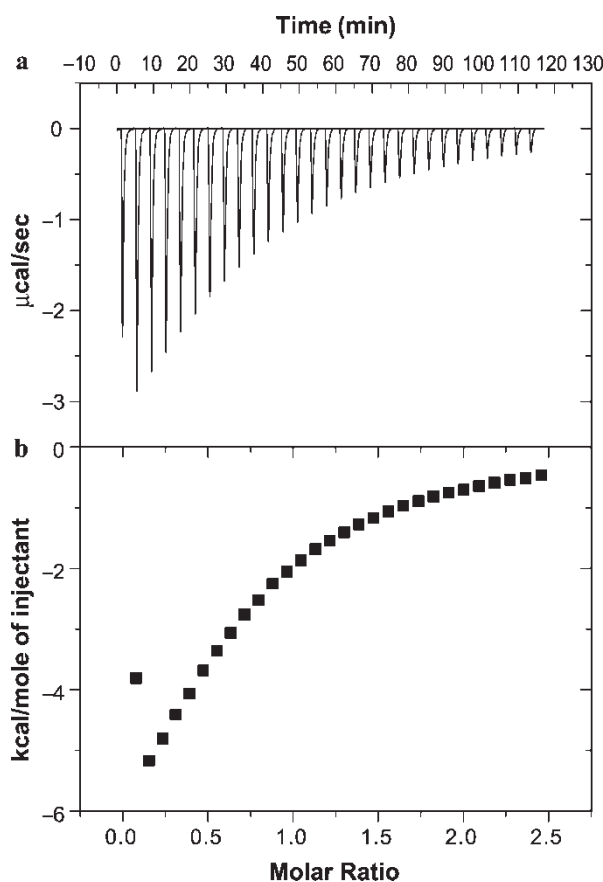 Time (min)
a
−10 0 10 20 30 40 50 60 70 80 90 100 110 120 130
0
−1
−2
−3
µcal/sec
b
0
−2
−4
−6
kcal/mole of injectant
0.0 0.5 1.0 1.5 2.0 2.5
Molar Ratio